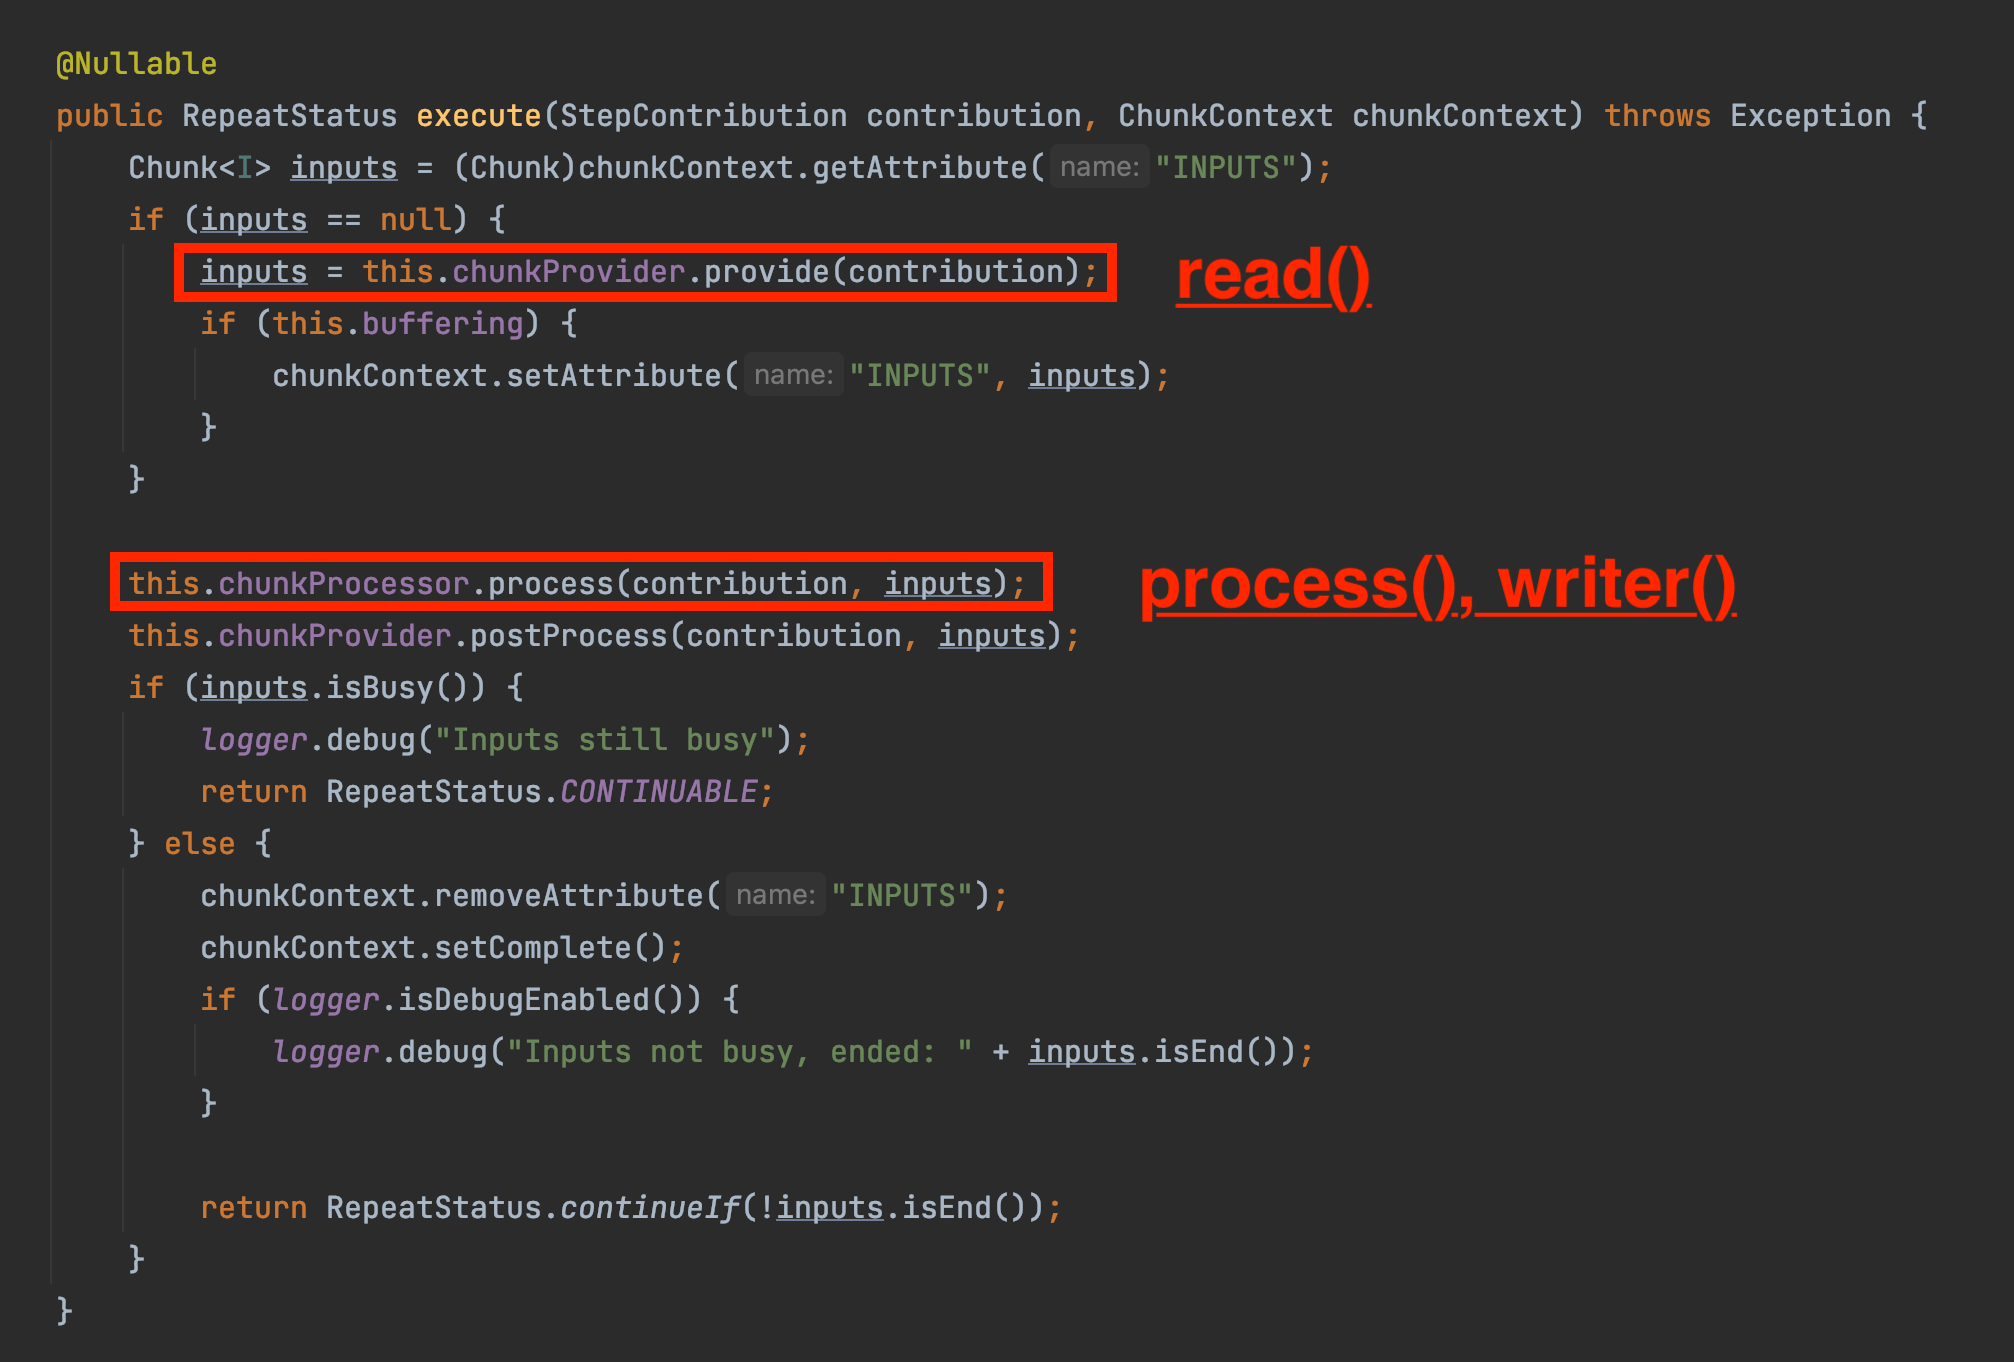 @Nullable
public RepeatStatus execute(StepContribution contribution, ChunkContext chunkContext) throws Exception {
Chunk<I> inputs = (Chunk)chunkContext.getAttribute( name: "INPUTS");
if (inputs == null) {
inputs = this.chunkProvider.provide(contribution);
read()
if (this.buffering) {
chunkContext.setAttribute( name: "INPUTS", inputs);
}
}
this.chunkProcessor.process(contribution, inputs);
process(), writer()
this.chunkProvider.postProcess(contribution, inputs);
if (inputs.isBusy()) {
logger.debug("Inputs still busy");
return RepeatStatus.CONTINUABLE;
} else {
chunkContext.removeAttribute( name: "INPUTS");
chunkContext.setComplete();
if (logger.isDebugEnabled()) {
logger.debug("Inputs not busy, ended: " + inputs.isEnd());
}
return RepeatStatus.continueIf(!inputs.isEnd());
}
}